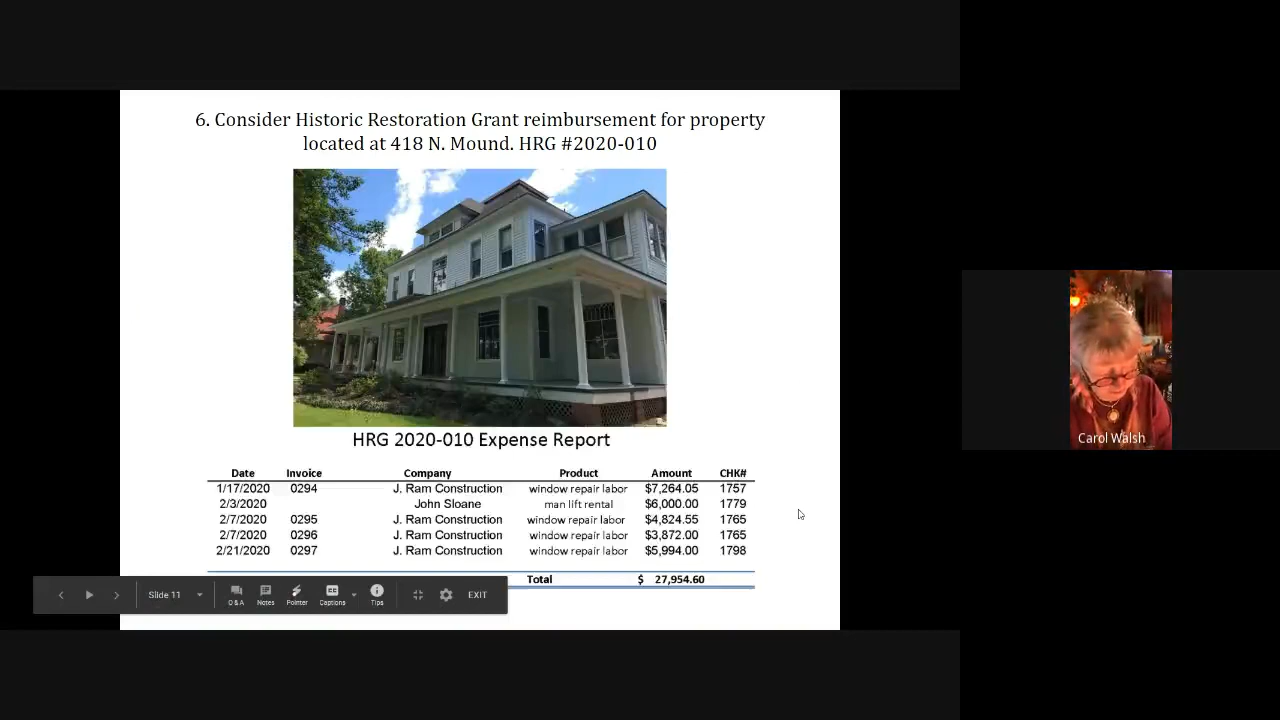 6. Consider Historic Restoration Grant reimbursement for property
located at 418 N. Mound. HRG #2020-010
HRG 2020-010 Expense Report
Date Invoice Company Product Amount CHK#
1/17/2020 0294 J. Ram Construction window repair labor $7,264.05 1757
2/3/2020 John Sloane man lift rental $6,000.00 1779
2/7/2020 0295 J. Ram Construction window repair labor $4,824.55 1765
2/7/2020 0296 J. Ram Construction window repair labor $3,872.00 1765
2/21/2020 0297 J. Ram Construction window repair labor $5,994.00 1798
Total $ 27,954.60
Slide 11 Q & A Notes Pointer Captions Tips EXIT
Carol Walsh